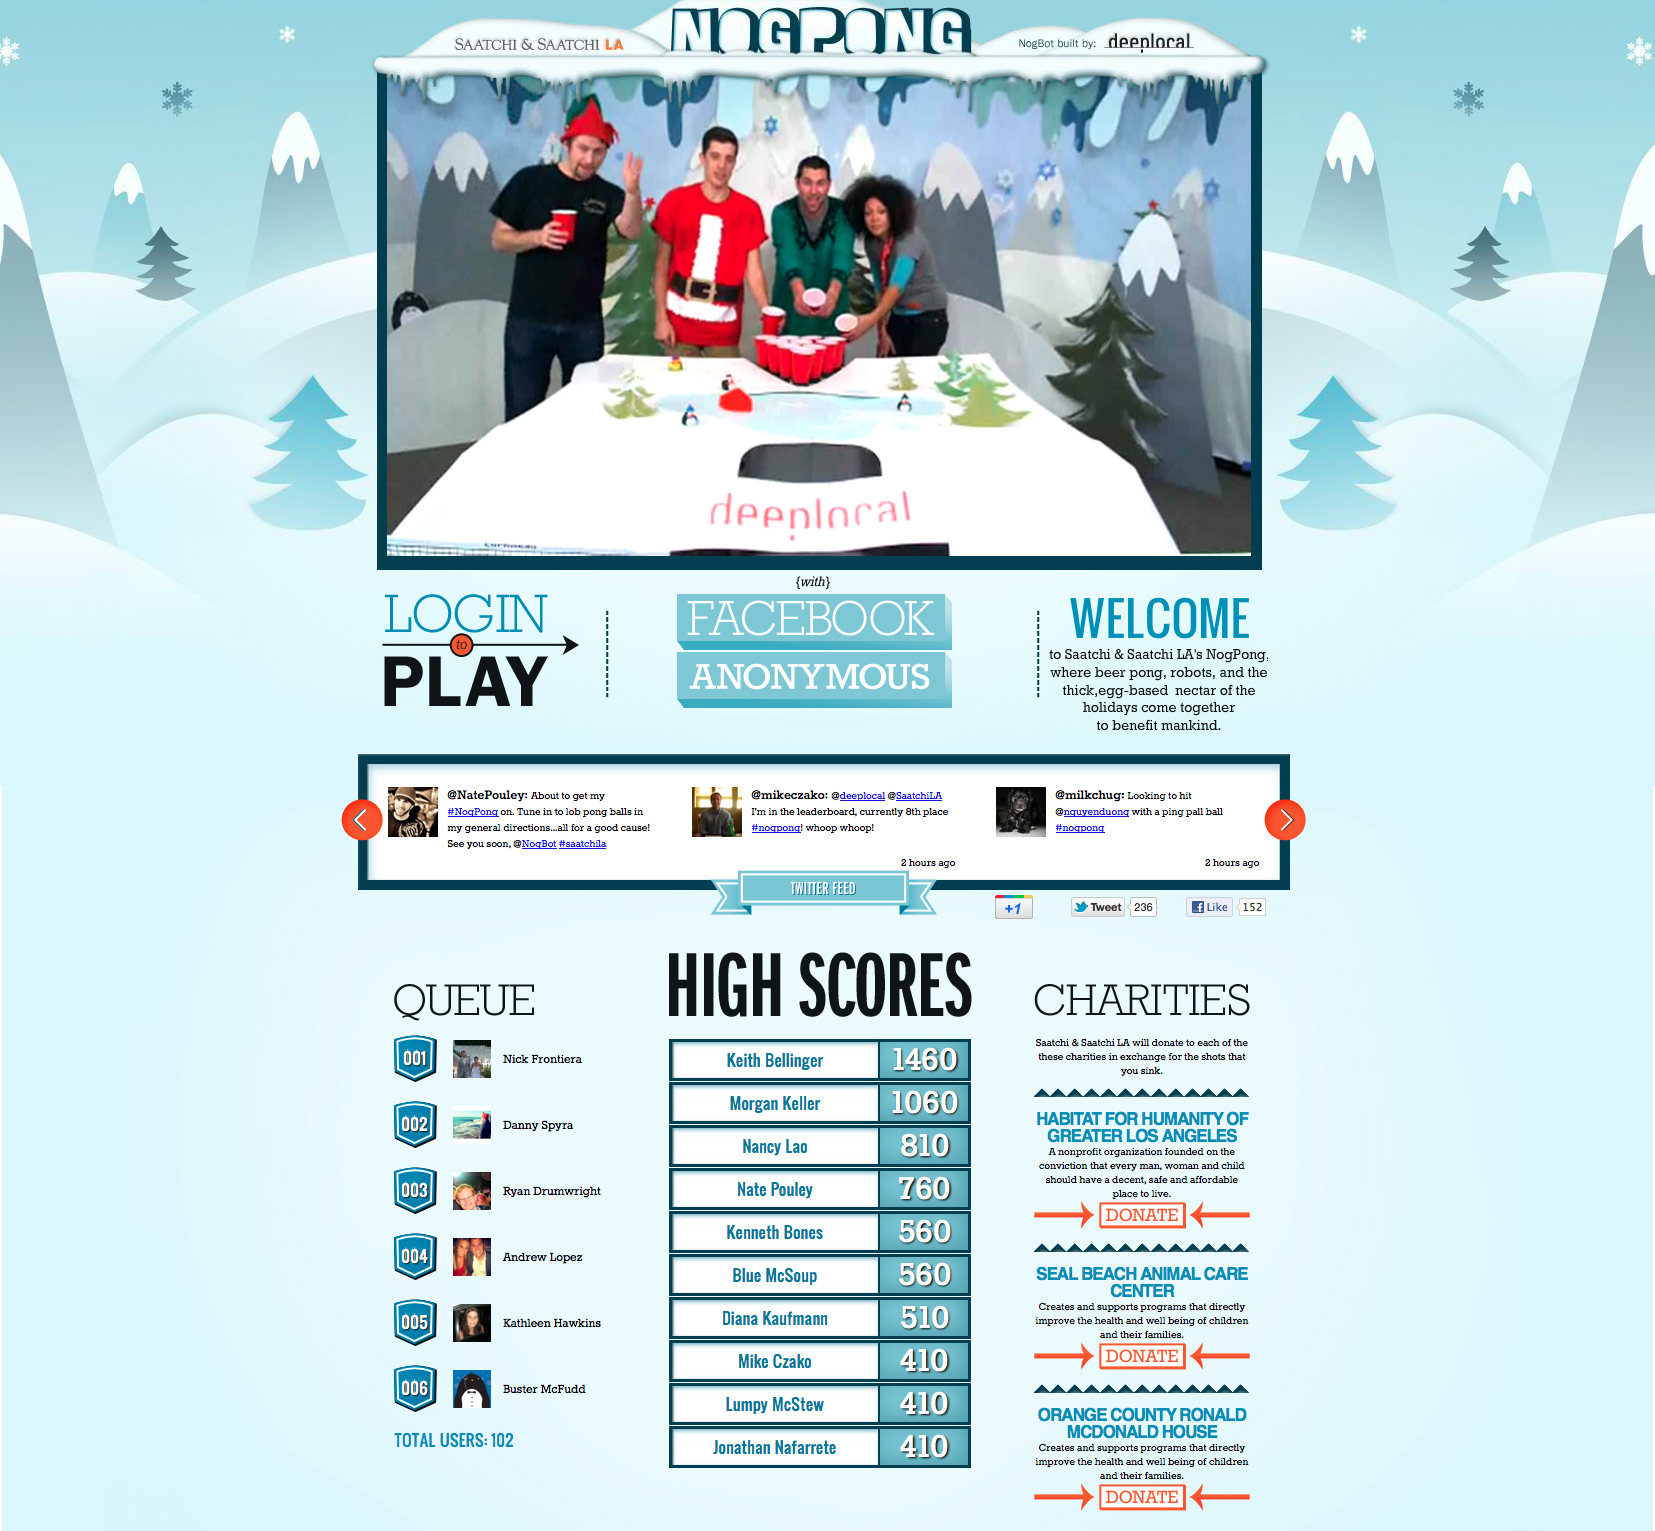 SAATCHI & SAATCHI LA
NOGPONG
NogBot built by: deeplocal
deeplocal
LOGIN
to
PLAY
{with}
FACEBOOK
ANONYMOUS
WELCOME
to Saatchi & Saatchi LA's NogPong,
where beer pong, robots, and the
thick,egg-based nectar of the
holidays come together
to benefit mankind.
@NatePouley: About to get my
#NogPong on. Tune in to lob pong balls in
my general directions...all for a good cause!
See you soon, @NogBot #saatchila
@mikeczako: @deeplocal @SaatchiLA
I'm in the leaderboard, currently 8th place
#nogpong! whoop whoop!
2 hours ago
@milkchug: Looking to hit
@nguyenduong with a ping pall ball
#nogpong
2 hours ago
TWITTER FEED
+1
Tweet 236
Like 152
QUEUE
001 Nick Frontiera
002 Danny Spyra
003 Ryan Drumwright
004 Andrew Lopez
005 Kathleen Hawkins
006 Buster McFudd
TOTAL USERS: 102
HIGH SCORES
Keith Bellinger 1460
Morgan Keller 1060
Nancy Lao 810
Nate Pouley 760
Kenneth Bones 560
Blue McSoup 560
Diana Kaufmann 510
Mike Czako 410
Lumpy McStew 410
Jonathan Nafarrete 410
CHARITIES
Saatchi & Saatchi LA will donate to each of the
these charities in exchange for the shots that
you sink.
HABITAT FOR HUMANITY OF
GREATER LOS ANGELES
A nonprofit organization founded on the
conviction that every man, woman and child
should have a decent, safe and affordable
place to live.
DONATE
SEAL BEACH ANIMAL CARE
CENTER
Creates and supports programs that directly
improve the health and well being of children
and their families.
DONATE
ORANGE COUNTY RONALD
MCDONALD HOUSE
Creates and supports programs that directly
improve the health and well being of children
and their families.
DONATE